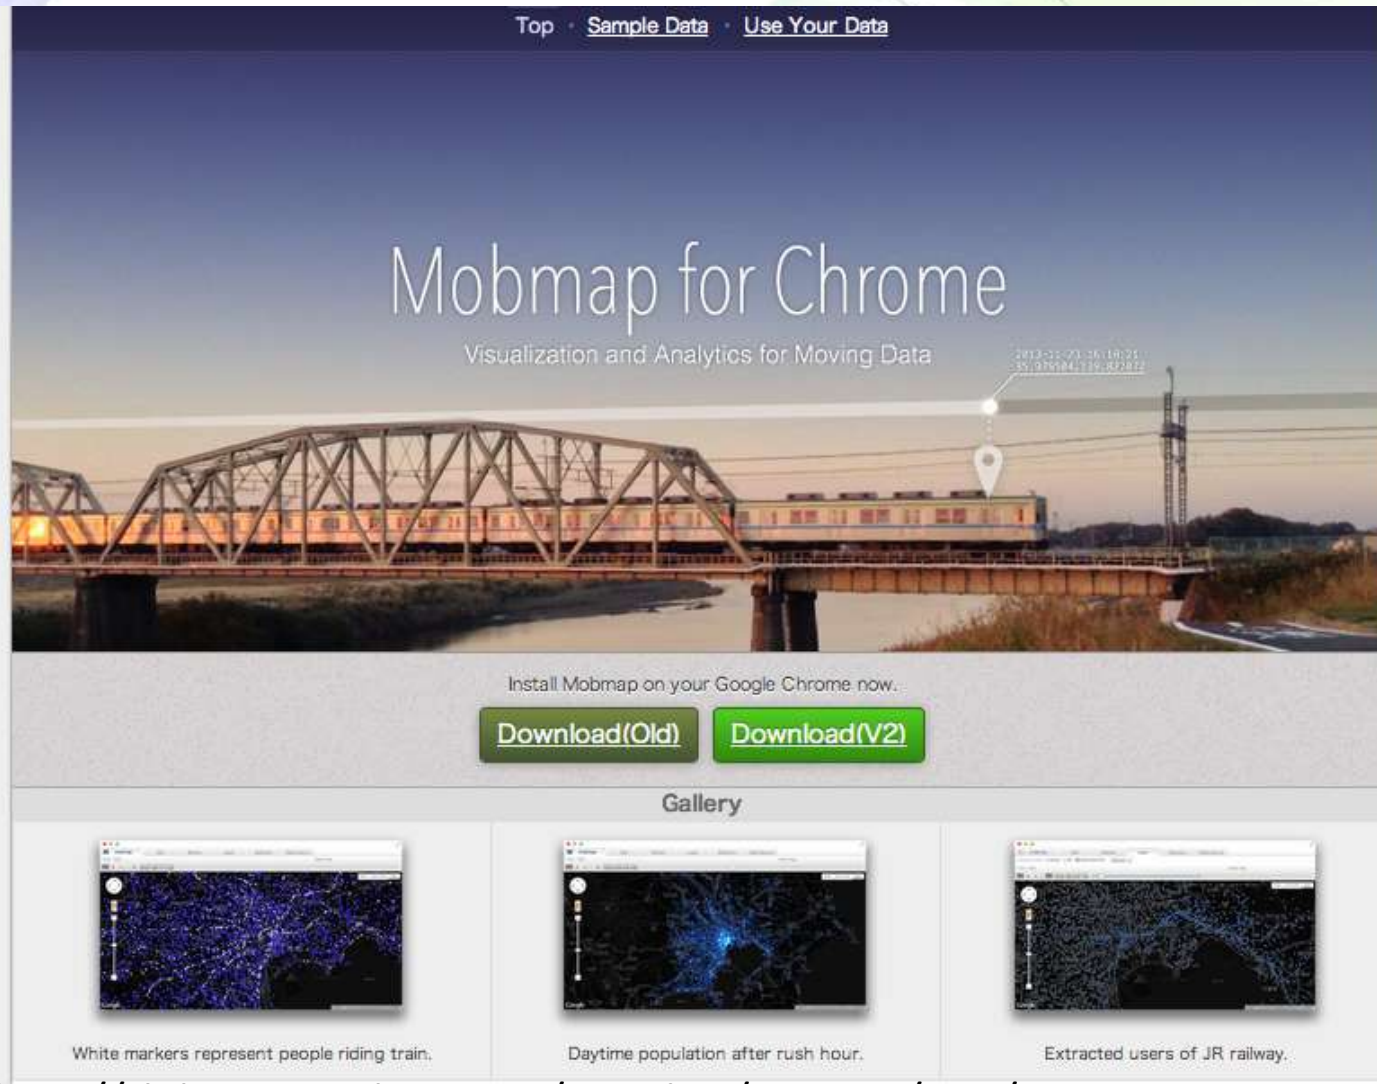 Top · Sample Data · Use Your Data
Mobmap for Chrome
Visualization and Analytics for Moving Data
Install Mobmap on your Google Chrome now.
Download(Old) Download(V2)
Gallery
White markers represent people riding train.
Daytime population after rush hour.
Extracted users of JR railway.